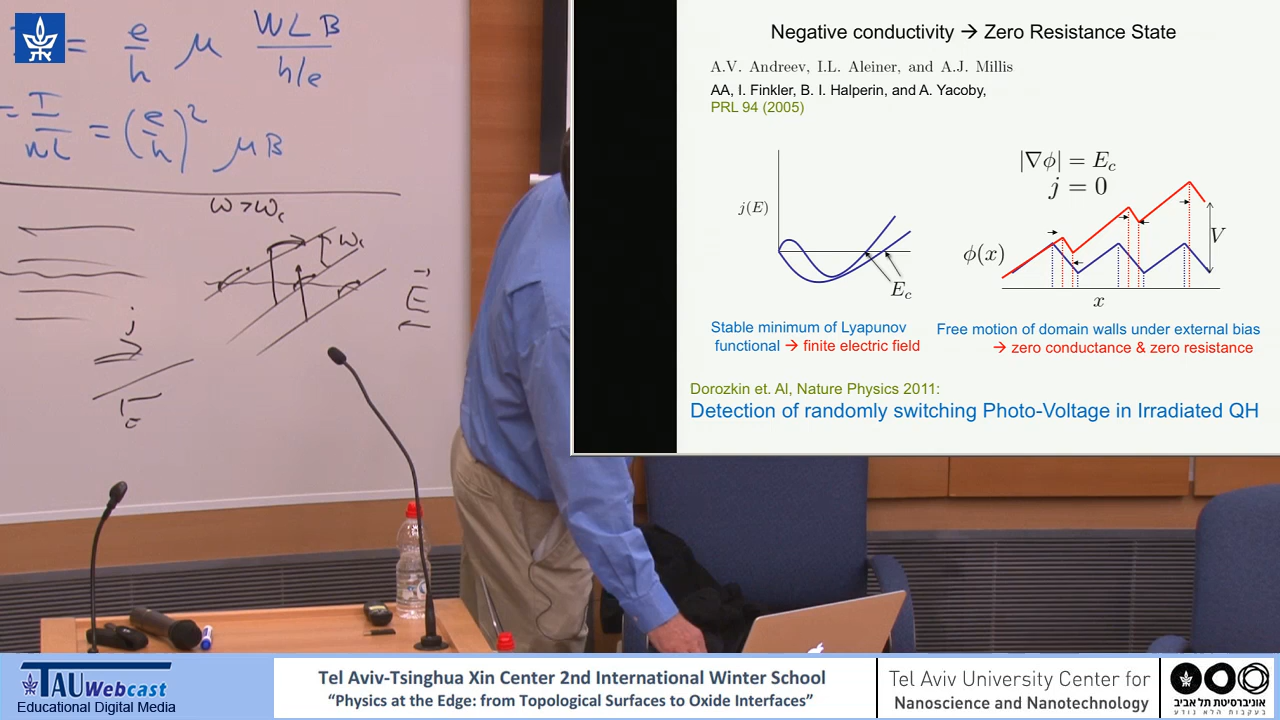 = e/h μ WLB / h/e
= I/WL = (e/h)² μB
ω > ω_c
ω_c
E
j
E
Negative conductivity → Zero Resistance State
A.V. Andreev, I.L. Aleiner, and A.J. Millis
AA, I. Finkler, B. I. Halperin, and A. Yacoby,
PRL 94 (2005)
|∇ϕ| = E_c
j = 0
j(E)
E_c
ϕ(x)
V
x
Stable minimum of Lyapunov
functional → finite electric field
Free motion of domain walls under external bias
→ zero conductance & zero resistance
Dorozkin et. Al, Nature Physics 2011:
Detection of randomly switching Photo-Voltage in Irradiated QH
TAU Webcast
Educational Digital Media
Tel Aviv-Tsinghua Xin Center 2nd International Winter School
“Physics at the Edge: from Topological Surfaces to Oxide Interfaces”
Tel Aviv University Center for
Nanoscience and Nanotechnology
אוניברסיטת תל אביב